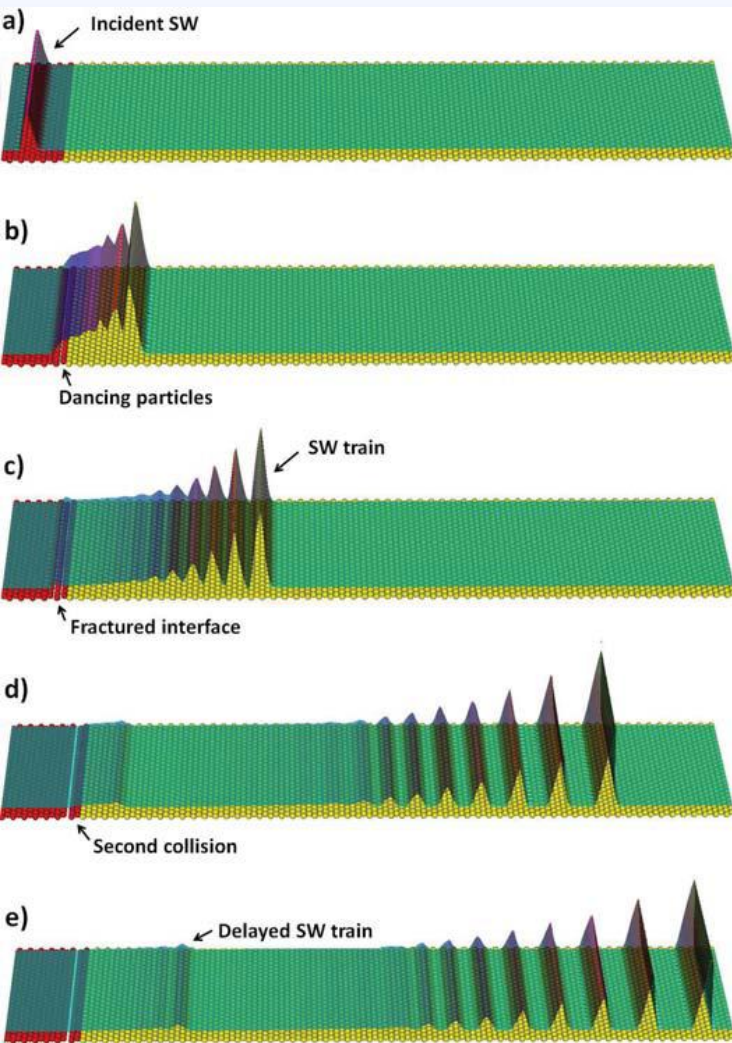 a)
Incident SW
b)
Dancing particles
c)
SW train
Fractured interface
d)
Second collision
e)
Delayed SW train